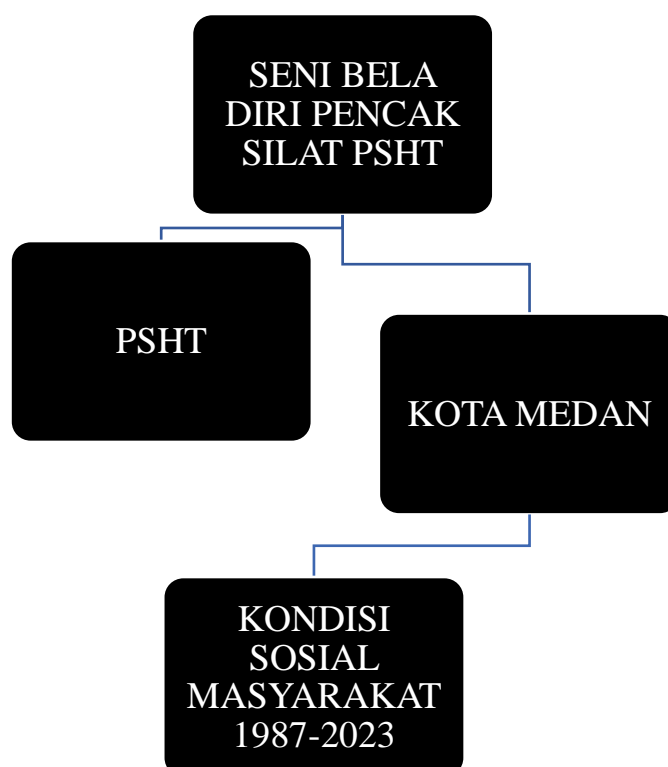 SENI BELA
DIRI PENCAK
SILAT PSHT
PSHT
KOTA MEDAN
KONDISI
SOSIAL
MASYARAKAT
1987-2023